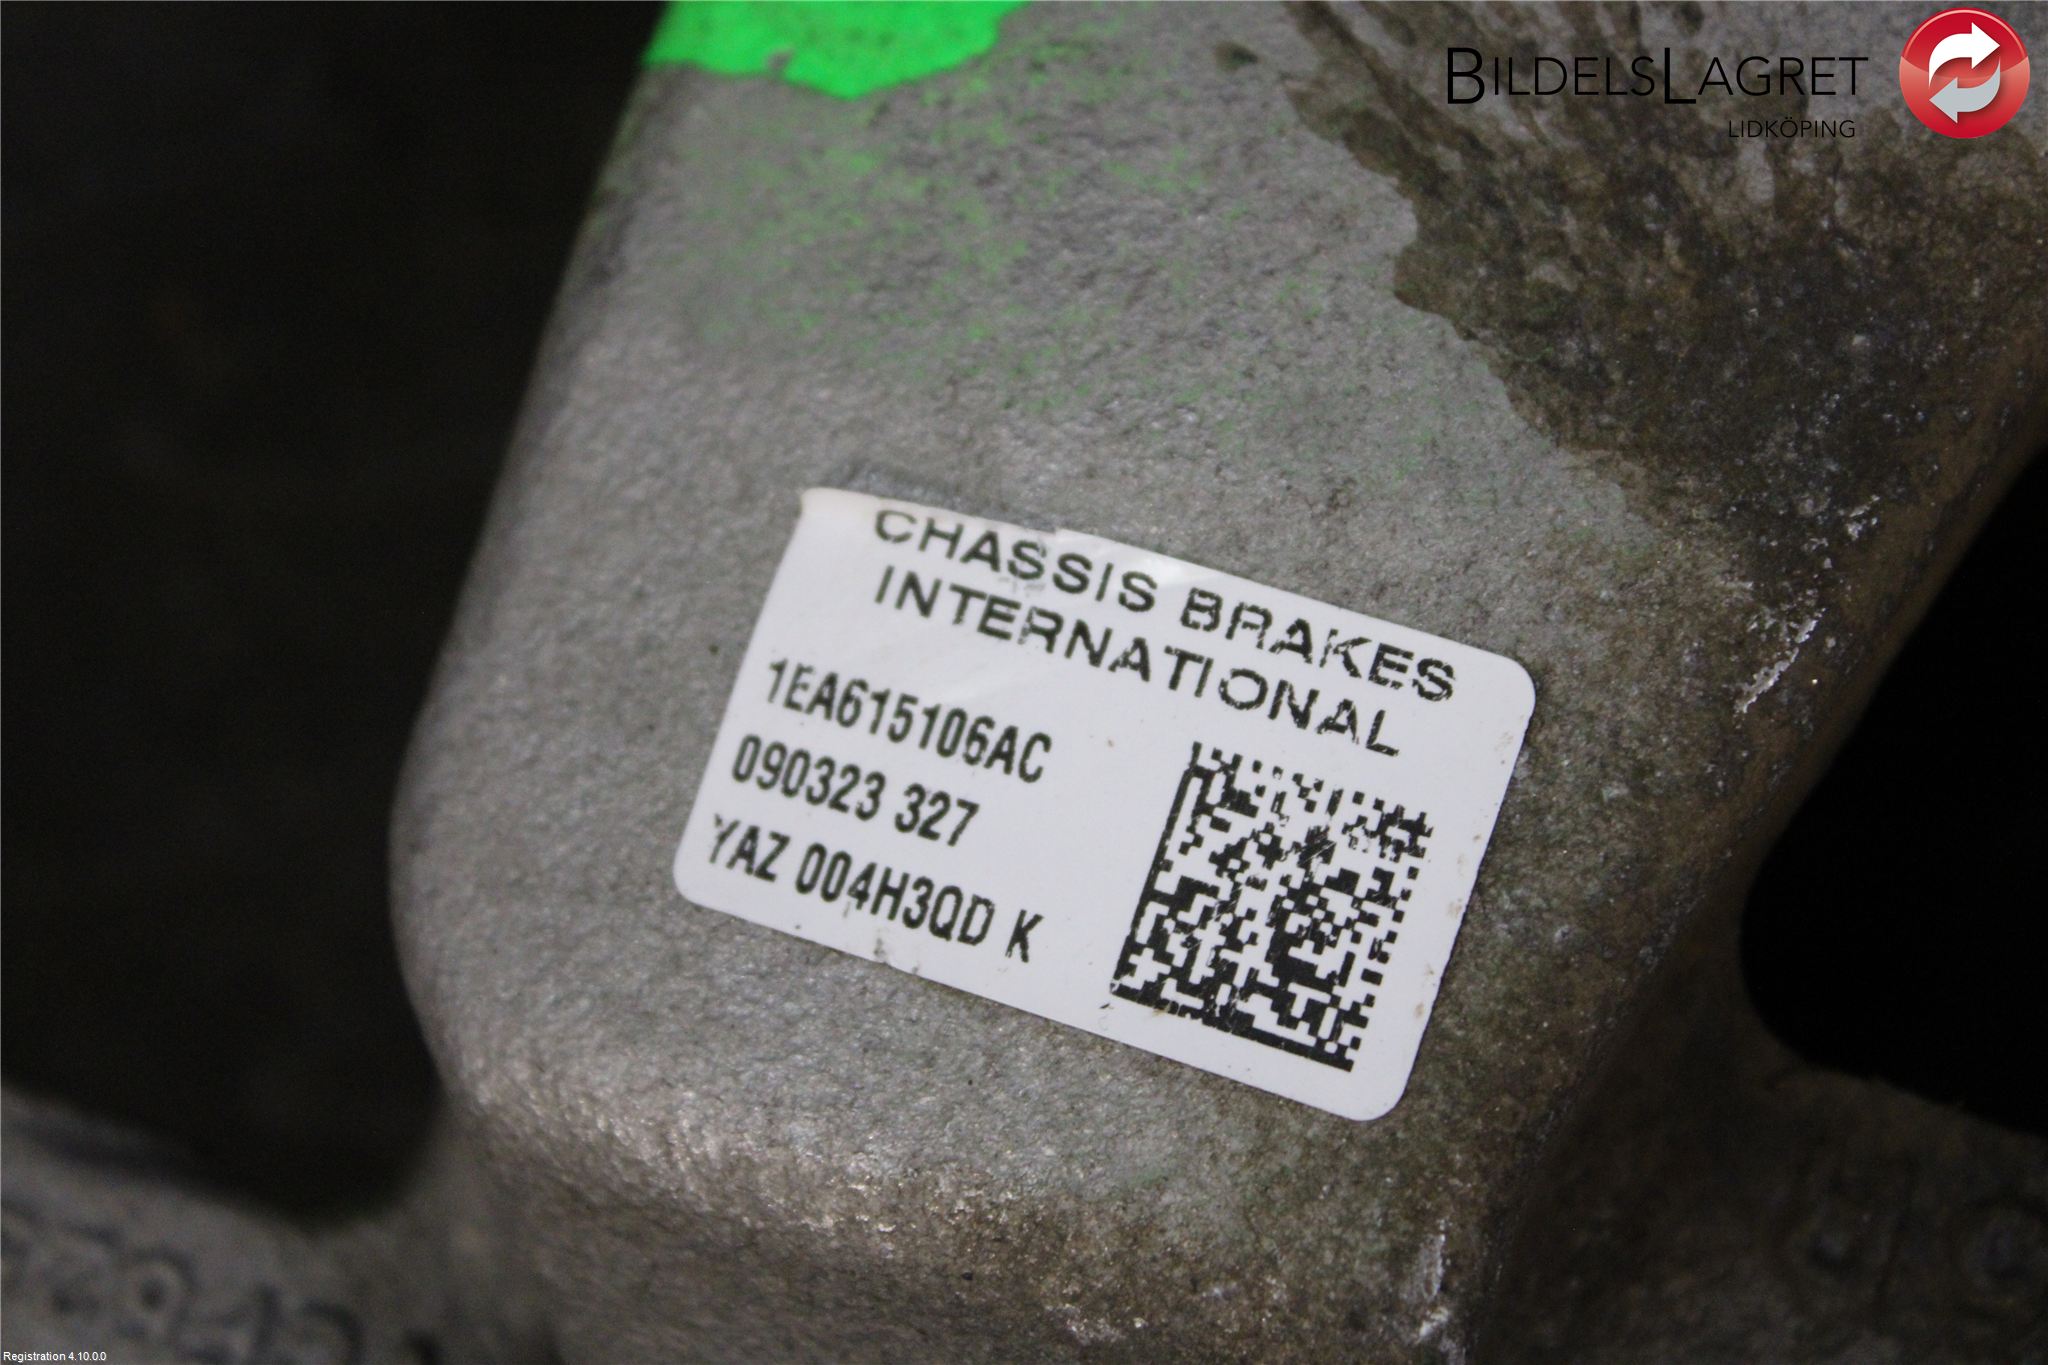 BILDELSLAGRET
LIDKÖPING
CHASSIS BRAKES
INTERNATIONAL
1EA615106AC
090323 327
YAZ 004H3QD K
Registration 4.10.0.0